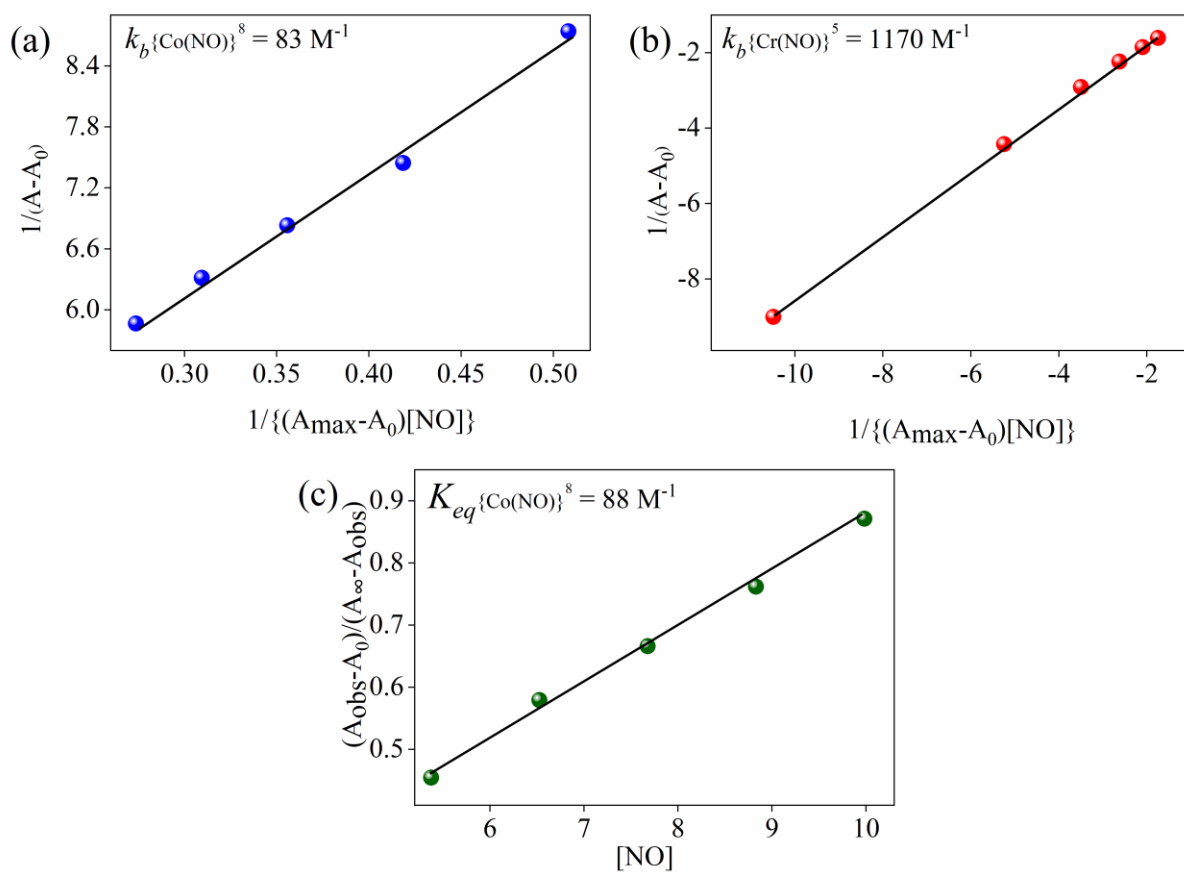 (a)
k_b{Co(NO)}⁸ = 83 M⁻¹
1/(A-A₀)
8.4
7.8
7.2
6.6
6.0
0.30 0.35 0.40 0.45 0.50
1/{(Amax-A₀)[NO]}
(b)
k_b{Cr(NO)}⁵ = 1170 M⁻¹
1/(A-A₀)
-2
-4
-6
-8
-10 -8 -6 -4 -2
1/{(Amax-A₀)[NO]}
(c)
K_eq{Co(NO)}⁸ = 88 M⁻¹
(Aobs-A₀)/(A∞-Aobs)
0.9
0.8
0.7
0.6
0.5
6 7 8 9 10
[NO]